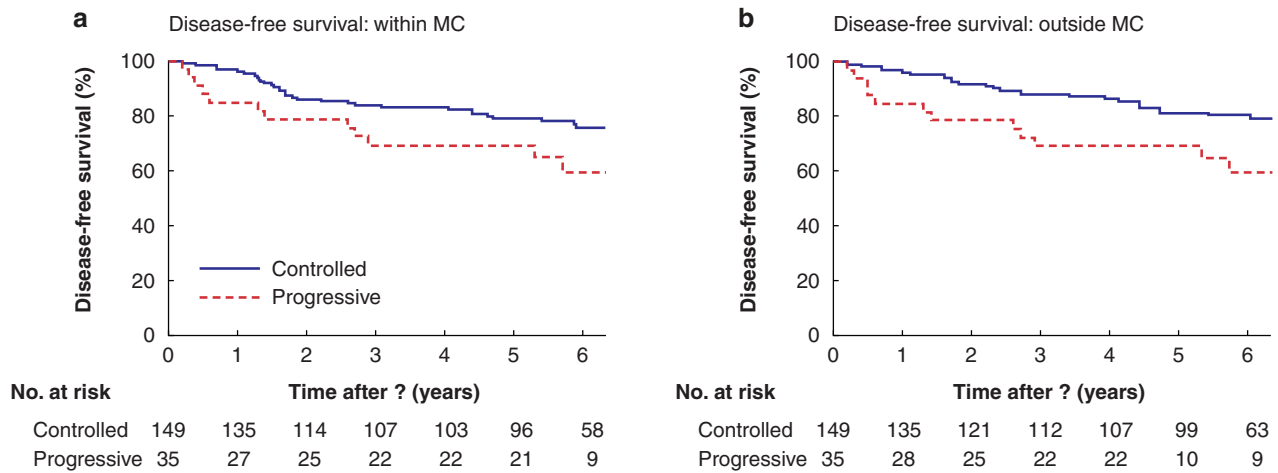 a Disease-free survival: within MC
Disease-free survival (%)
100
80
60
40
20
0
Controlled
Progressive
0 1 2 3 4 5 6
No. at risk Time after ? (years)
Controlled 149 135 114 107 103 96 58
Progressive 35 27 25 22 22 21 9
b Disease-free survival: outside MC
Disease-free survival (%)
100
80
60
40
20
0
0 1 2 3 4 5 6
No. at risk Time after ? (years)
Controlled 149 135 121 112 107 99 63
Progressive 35 28 25 22 22 10 9